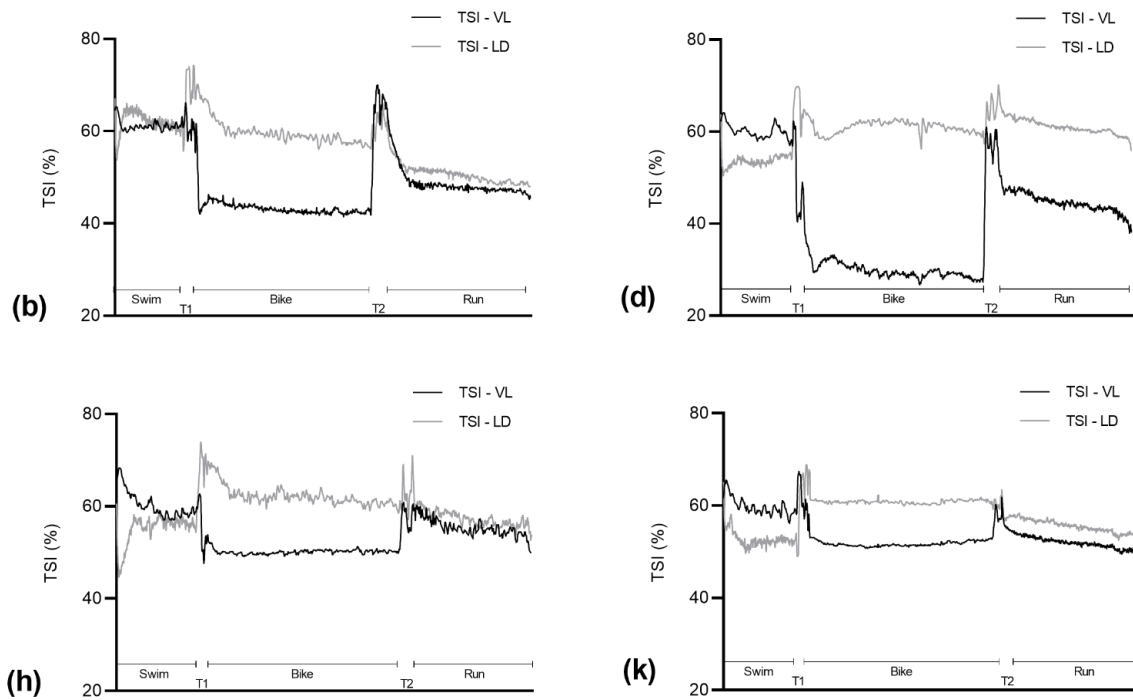 80
60
40
20
TSI (%)
TSI - VL
TSI - LD
Swim
T1
Bike
T2
Run
(b)
80
60
40
20
TSI (%)
TSI - VL
TSI - LD
Swim
T1
Bike
T2
Run
(d)
80
60
40
20
TSI (%)
TSI - VL
TSI - LD
Swim
T1
Bike
T2
Run
(h)
80
60
40
20
TSI (%)
TSI - VL
TSI - LD
Swim
T1
Bike
T2
Run
(k)